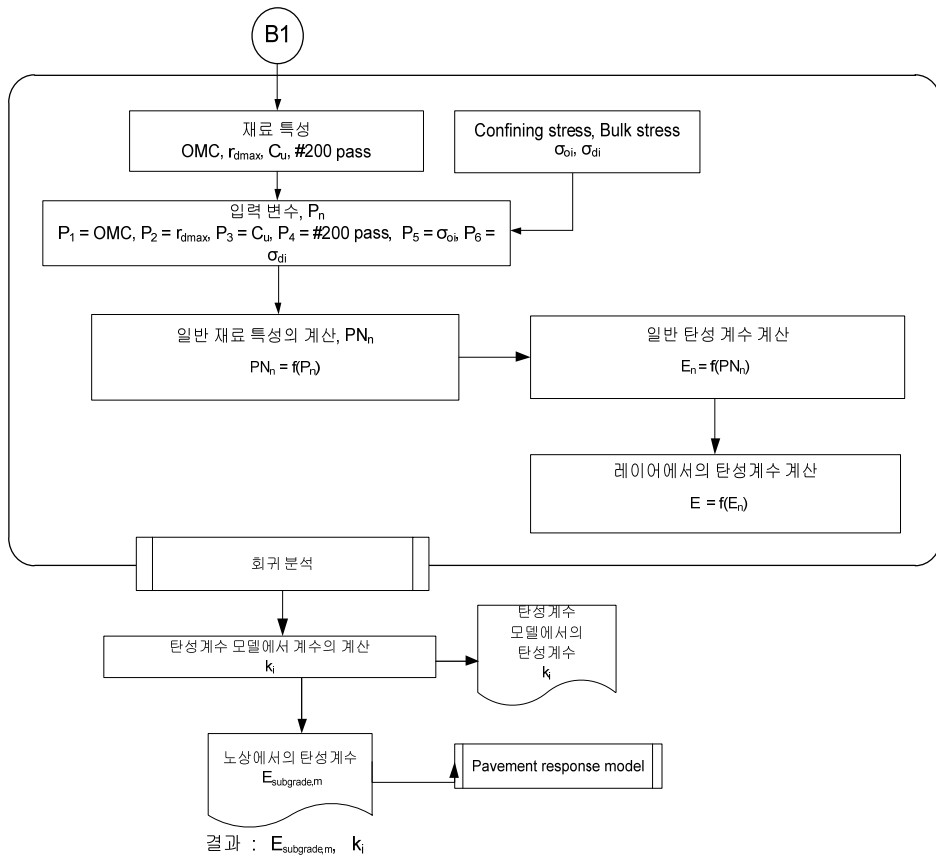 B1
재료 특성
OMC, r_dmax, C_u, #200 pass
Confining stress, Bulk stress
σ_oi, σ_di
입력 변수, P_n
P_1 = OMC, P_2 = r_dmax, P_3 = C_u, P_4 = #200 pass, P_5 = σ_oi, P_6 =
σ_di
일반 재료 특성의 계산, PN_n
PN_n = f(P_n)
일반 탄성 계수 계산
E_n = f(PN_n)
레이어에서의 탄성계수 계산
E = f(E_n)
회귀 분석
탄성계수 모델에서 계수의 계산
k_i
탄성계수
모델에서의
탄성계수
k_i
노상에서의 탄성계수
E_subgrade,m
Pavement response model
결과 : E_subgrade,m, k_i